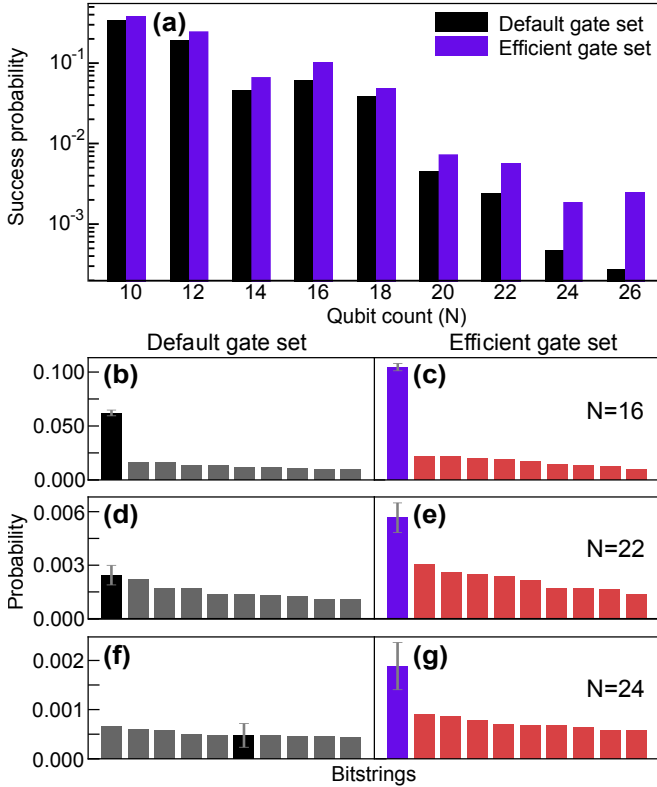 (a)
Default gate set
Efficient gate set
Success probability
10⁻¹
10⁻²
10⁻³
10 12 14 16 18 20 22 24 26
Qubit count (N)
Default gate set Efficient gate set
(b) (c)
0.100
0.050
0.000
N=16
(d) (e)
0.006
0.003
0.000
N=22
Probability
(f) (g)
0.002
0.001
0.000
N=24
Bitstrings